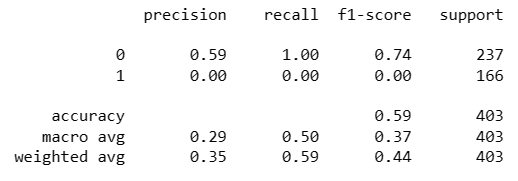 precision recall f1-score support
0 0.59 1.00 0.74 237
1 0.00 0.00 0.00 166
accuracy 0.59 403
macro avg 0.29 0.50 0.37 403
weighted avg 0.35 0.59 0.44 403